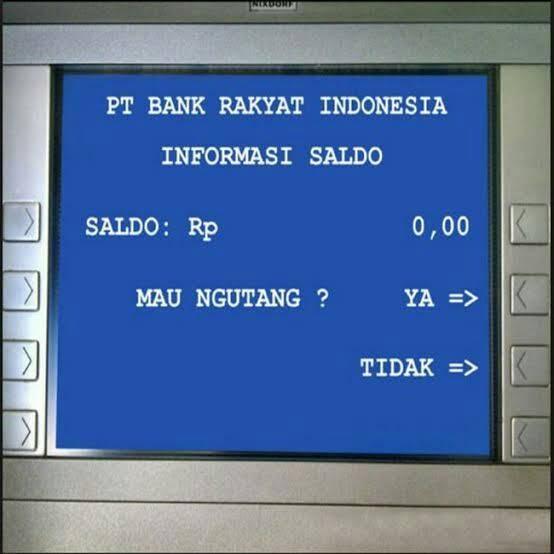 NIXDORF
PT BANK RAKYAT INDONESIA
INFORMASI SALDO
SALDO: Rp 0,00
MAU NGUTANG ? YA =>
TIDAK =>